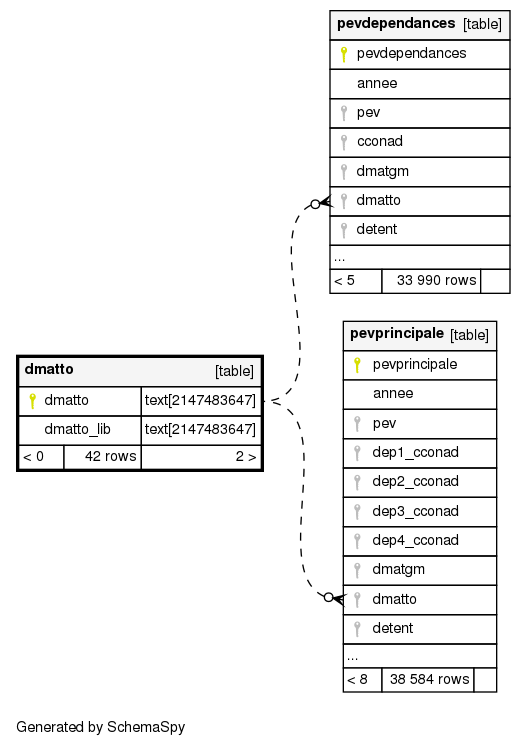 pevdependances [table]
pevdependances
annee
pev
cconad
dmatgm
dmatto
detent
...
< 5 33 990 rows
pevprincipale [table]
pevprincipale
annee
pev
dep1_cconad
dep2_cconad
dep3_cconad
dep4_cconad
dmatgm
dmatto
detent
...
< 8 38 584 rows
dmatto [table]
dmatto text[2147483647]
dmatto_lib text[2147483647]
< 0 42 rows 2 >
Generated by SchemaSpy